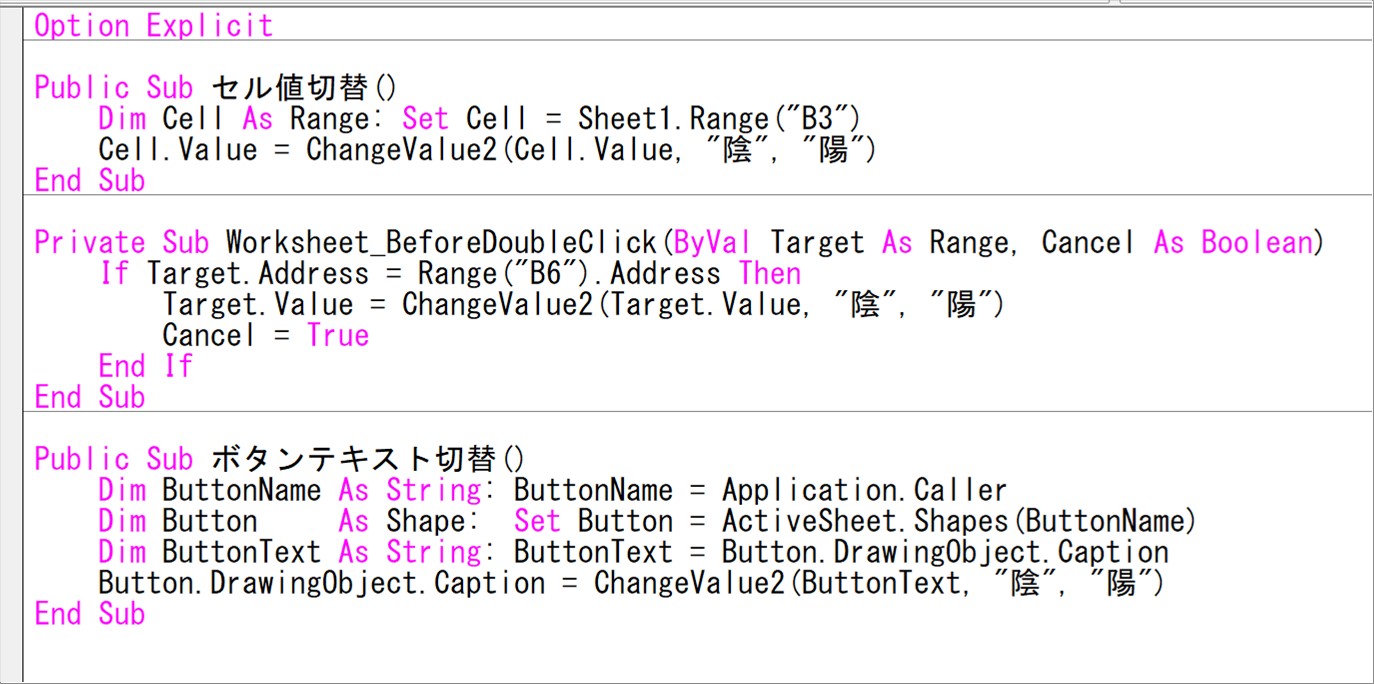 Option Explicit
Public Sub セル値切替()
Dim Cell As Range: Set Cell = Sheet1.Range("B3")
Cell.Value = ChangeValue2(Cell.Value, "陰", "陽")
End Sub
Private Sub Worksheet_BeforeDoubleClick(ByVal Target As Range, Cancel As Boolean)
If Target.Address = Range("B6").Address Then
Target.Value = ChangeValue2(Target.Value, "陰", "陽")
Cancel = True
End If
End Sub
Public Sub ボタンテキスト切替()
Dim ButtonName As String: ButtonName = Application.Caller
Dim Button     As Shape:  Set Button = ActiveSheet.Shapes(ButtonName)
Dim ButtonText As String: ButtonText = Button.DrawingObject.Caption
Button.DrawingObject.Caption = ChangeValue2(ButtonText, "陰", "陽")
End Sub